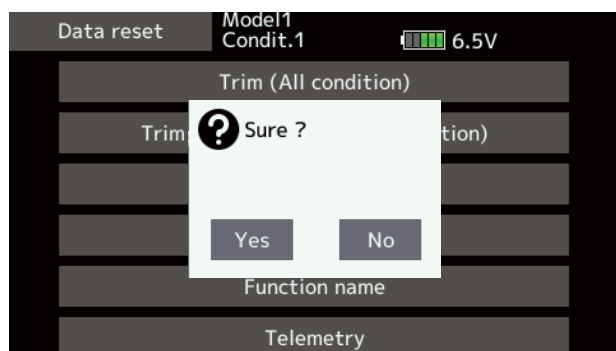 Data reset
Model1
Condit.1
6.5V
Trim (All condition)
Trim
tion)
? Sure ?
Yes
No
Function name
Telemetry